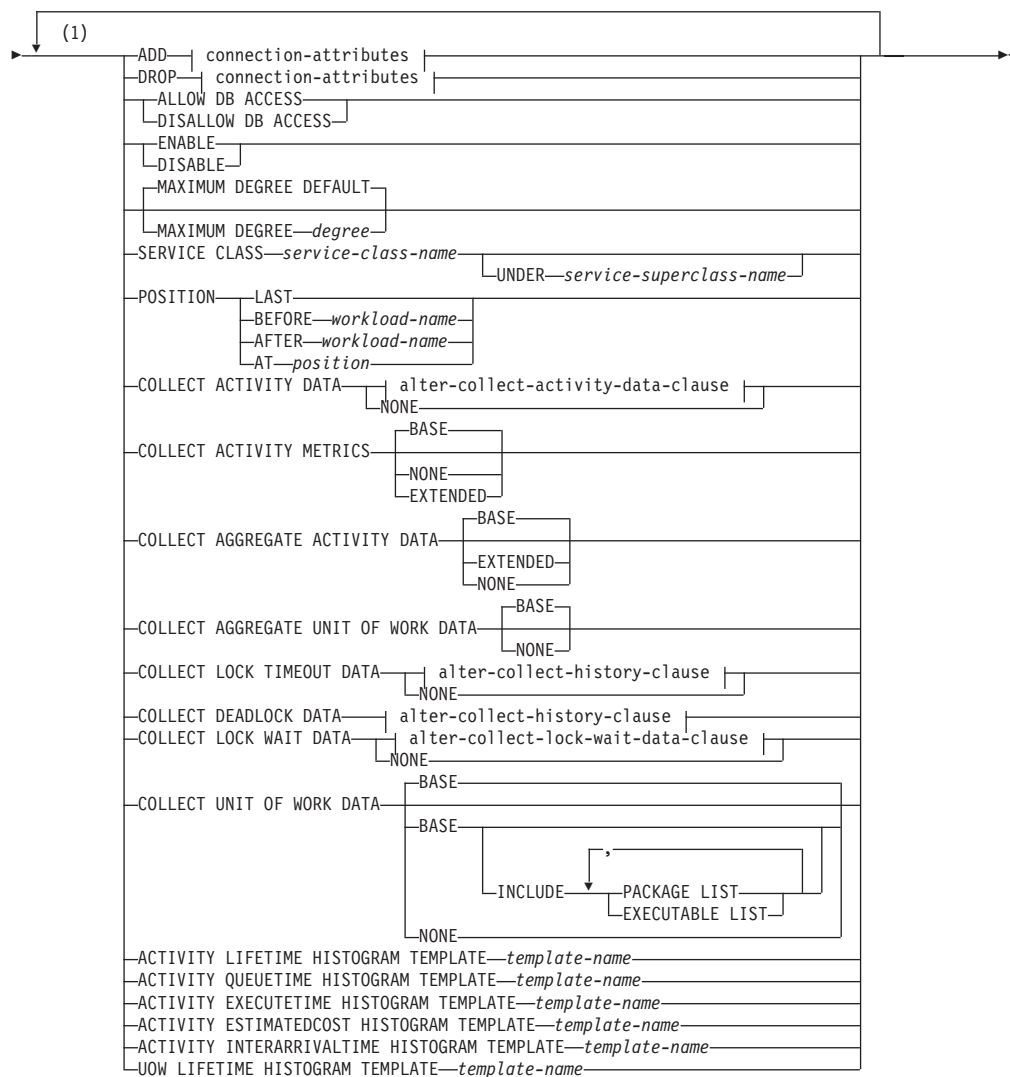 (1)
ADD connection-attributes
DROP connection-attributes
ALLOW DB ACCESS
DISALLOW DB ACCESS
ENABLE
DISABLE
MAXIMUM DEGREE DEFAULT
MAXIMUM DEGREE degree
SERVICE CLASS service-class-name
UNDER service-superclass-name
POSITION LAST
BEFORE workload-name
AFTER workload-name
AT position
COLLECT ACTIVITY DATA alter-collect-activity-data-clause
NONE
BASE
COLLECT ACTIVITY METRICS
NONE
EXTENDED
BASE
COLLECT AGGREGATE ACTIVITY DATA
EXTENDED
NONE
BASE
COLLECT AGGREGATE UNIT OF WORK DATA
NONE
COLLECT LOCK TIMEOUT DATA alter-collect-history-clause
NONE
COLLECT DEADLOCK DATA alter-collect-history-clause
COLLECT LOCK WAIT DATA alter-collect-lock-wait-data-clause
NONE
BASE
COLLECT UNIT OF WORK DATA
BASE
,
INCLUDE PACKAGE LIST
EXECUTABLE LIST
NONE
ACTIVITY LIFETIME HISTOGRAM TEMPLATE template-name
ACTIVITY QUEUETIME HISTOGRAM TEMPLATE template-name
ACTIVITY EXECUTETIME HISTOGRAM TEMPLATE template-name
ACTIVITY ESTIMATEDCOST HISTOGRAM TEMPLATE template-name
ACTIVITY INTERARRIVALTIME HISTOGRAM TEMPLATE template-name
UOW LIFETIME HISTOGRAM TEMPLATE template-name